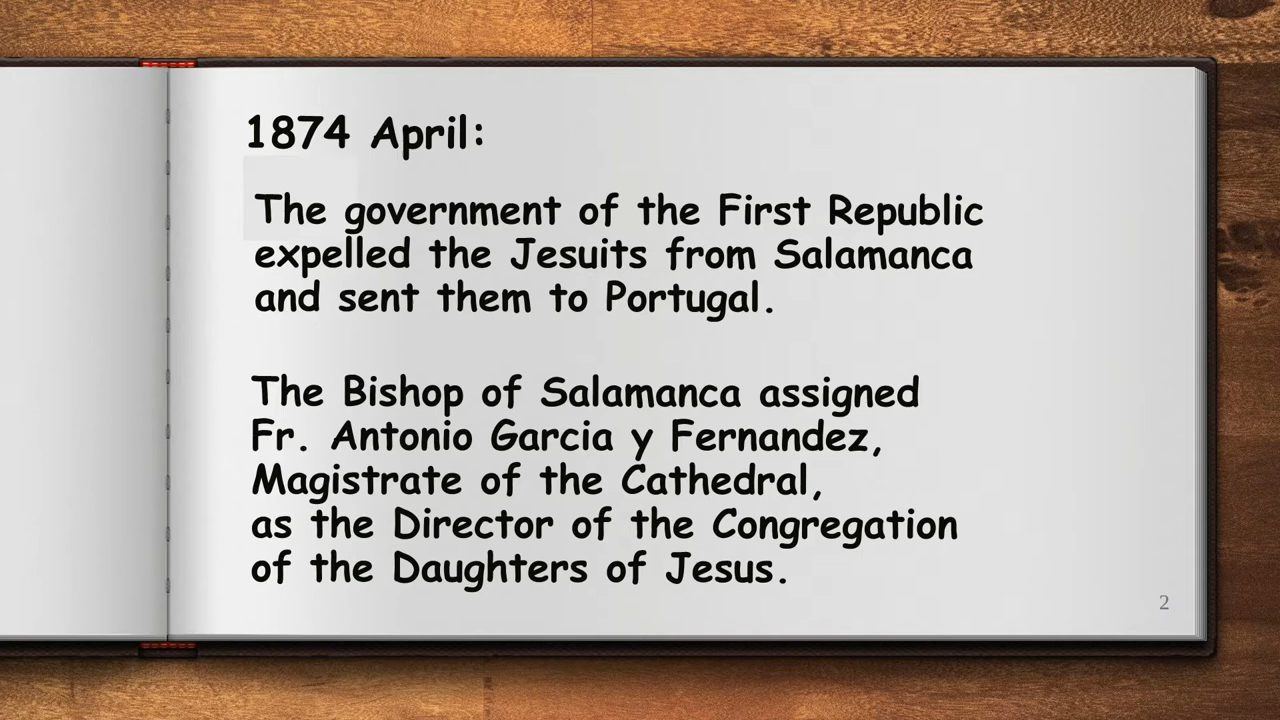 1874 April:
The government of the First Republic
expelled the Jesuits from Salamanca
and sent them to Portugal.
The Bishop of Salamanca assigned
Fr. Antonio Garcia y Fernandez,
Magistrate of the Cathedral,
as the Director of the Congregation
of the Daughters of Jesus.
2